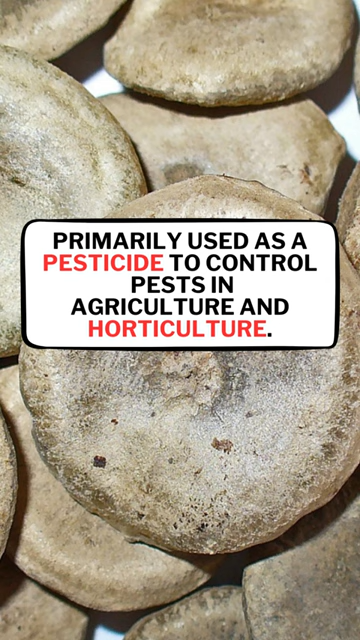 PRIMARILY USED AS A
PESTICIDE TO CONTROL
PESTS IN
AGRICULTURE AND
HORTICULTURE.